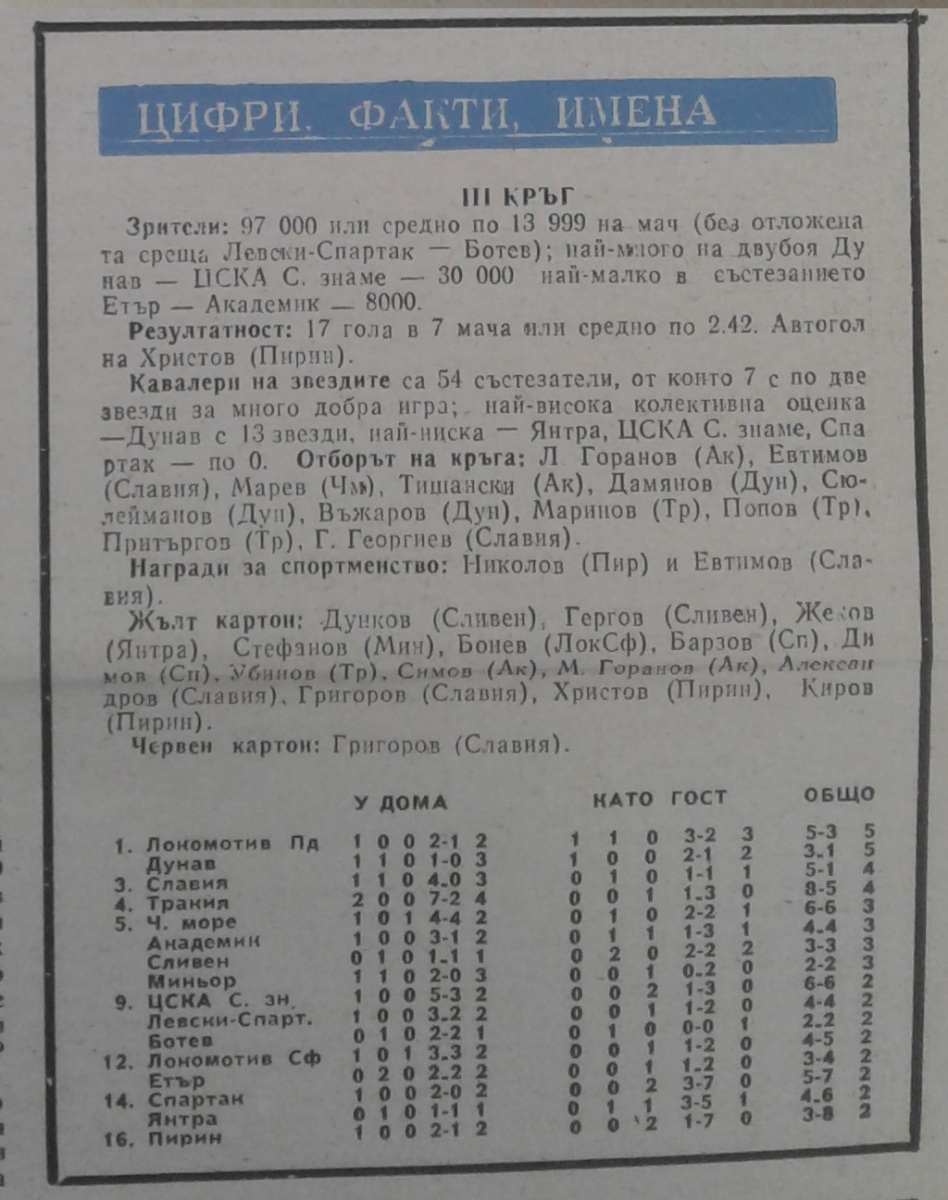 ЦИФРИ, ФАКТИ, ИМЕНА
III КРЪГ
Зрители: 97 000 или средно по 13 999 на мач (без отложена
та среща Левски-Спартак — Ботев); най-много на двубоя Ду
нав — ЦСКА С. знаме — 30 000 най-малко в състезанието
Етър — Академик — 8000.
Резултатност: 17 гола в 7 мача или средно по 2.42. Автогол
на Христов (Пирин).
Кавалери на звездите са 54 състезатели, от които 7 с по две
звезди за много добра игра; най-висока колективна оценка
—Дунав с 13 звезди, най-ниска — Янтра, ЦСКА С. знаме, Спа
ртак — по 0. Отборът на кръга: Л. Горанов (Ак), Евтимов
(Славия), Марев (Чм), Тишански (Ак), Дамянов (Дун), Сю-
лейманов (Дун), Въжаров (Дун), Маринов (Тр), Попов (Тр),
Притъргов (Тр), Г. Георгиев (Славия).
Награди за спортменство: Николов (Пир) и Евтимов (Сла-
вия).
Жълт картон: Дунков (Сливен), Гергов (Сливен), Жеков
(Янтра), Стефанов (Мин), Бонев (ЛокСф), Барзов (Сп), Ди
мов (Сп), Убинов (Тр), Симов (Ак), М. Горанов (Ак), Алексан
дров (Славия), Григоров (Славия), Христов (Пирин), Киров
(Пирин).
Червен картон: Григоров (Славия).
У ДОМА КАТО ГОСТ ОБЩО
1. Локомотив Пд 1 0 0 2-1 2 1 1 0 3-2 3 5-3 5
Дунав 1 1 0 1-0 3 1 0 0 2-1 2 3-1 5
3. Славия 1 1 0 4-0 3 0 1 0 1-1 1 5-1 4
4. Тракия 2 0 0 7-2 4 0 0 1 1-3 0 8-5 4
5. Ч. море 1 0 1 4-4 2 0 1 0 2-2 1 6-6 3
Академик 1 0 0 3-1 2 0 1 1 1-3 1 4-4 3
Сливен 0 1 0 1-1 1 0 2 0 2-2 2 3-3 3
Миньор 1 1 0 2-0 3 0 0 1 0-2 0 2-2 3
9. ЦСКА С. зн. 1 0 0 5-3 2 0 0 2 1-3 0 6-6 2
Левски-Спарт. 1 0 0 3-2 2 0 0 1 1-2 0 4-4 2
Ботев 0 1 0 2-2 1 0 1 0 0-0 1 2-2 2
12. Локомотив Сф 1 0 1 3-3 2 0 0 1 1-2 0 4-5 2
Етър 0 2 0 2-2 2 0 0 1 1-2 0 3-4 2
14. Спартак 1 0 0 2-0 2 0 0 2 3-7 0 5-7 2
Янтра 0 1 0 1-1 1 0 1 1 3-5 1 4-6 2
16. Пирин 1 0 0 2-1 2 0 0 2 1-7 0 3-8 2